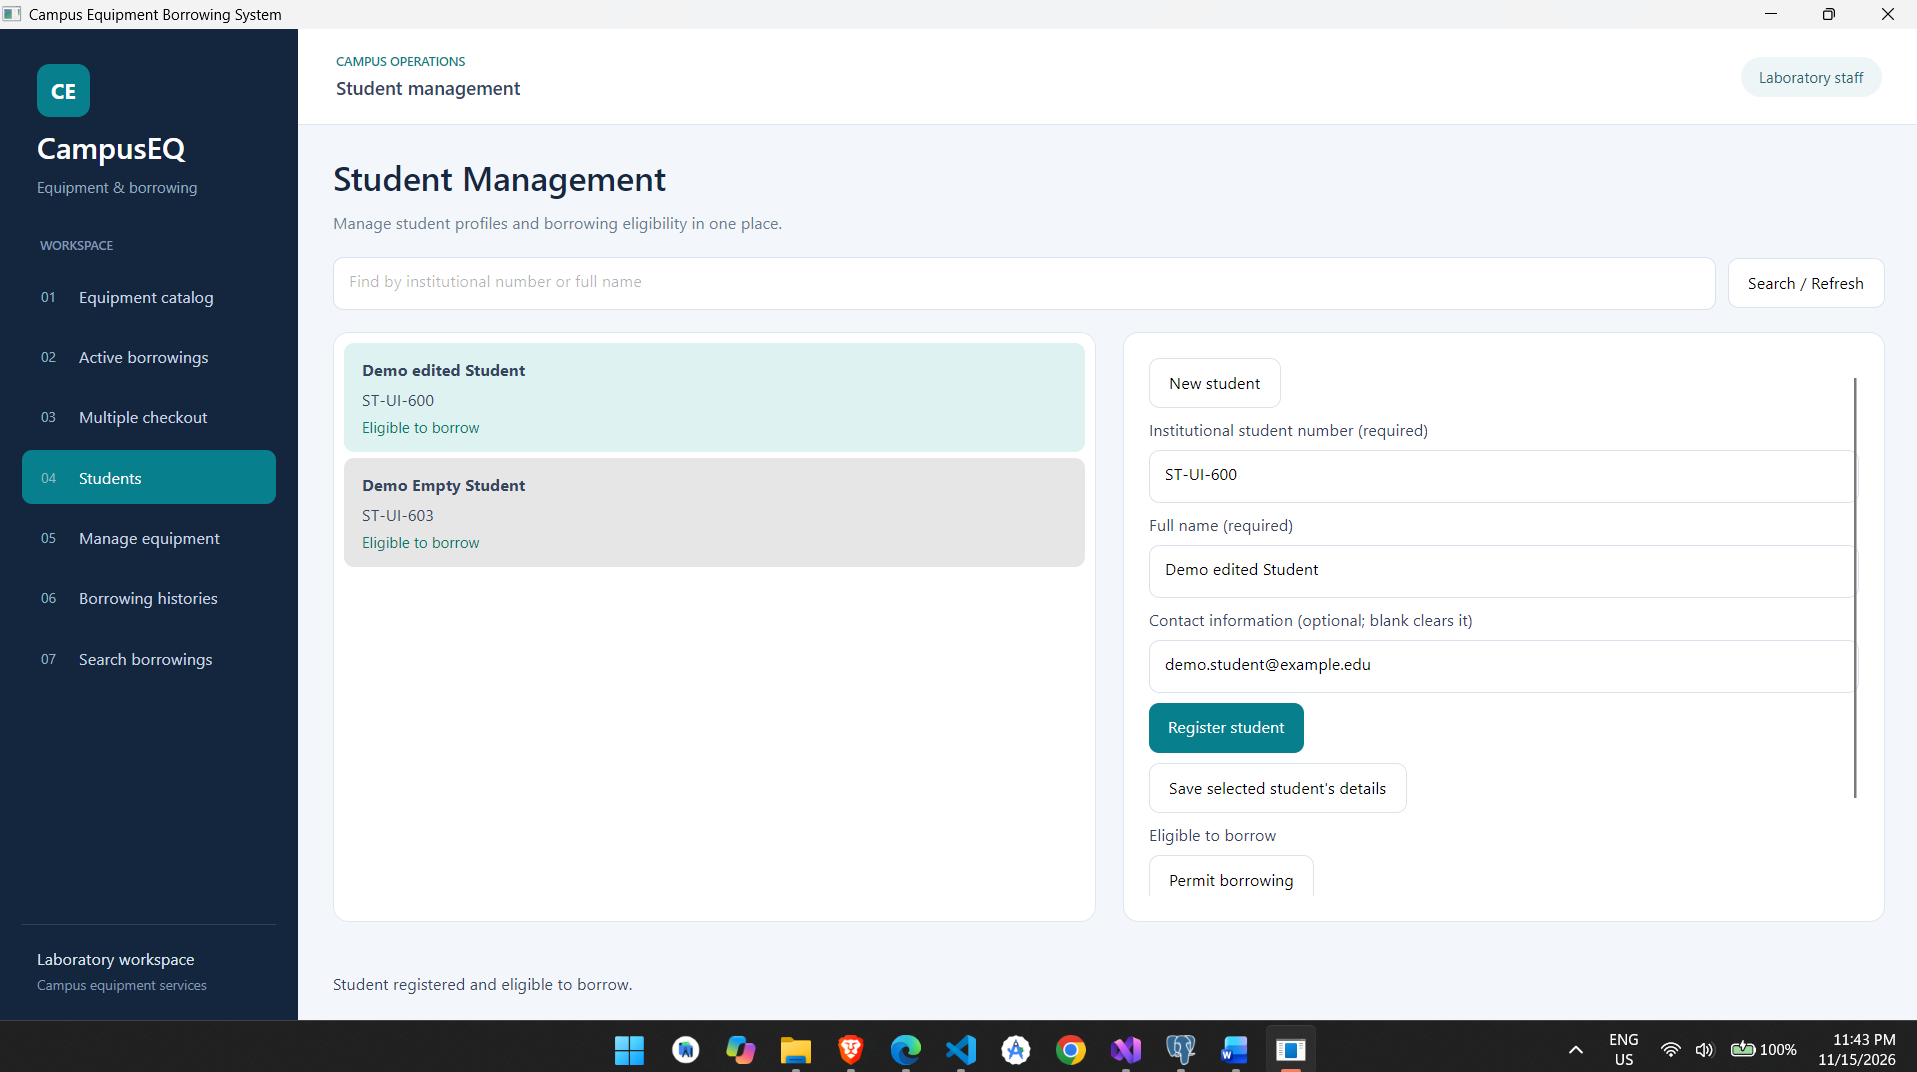 Campus Equipment Borrowing System
CE
CampusEQ
Equipment & borrowing
WORKSPACE
01 Equipment catalog
02 Active borrowings
03 Multiple checkout
04 Students
05 Manage equipment
06 Borrowing histories
07 Search borrowings
Laboratory workspace
Campus equipment services
CAMPUS OPERATIONS
Student management
Laboratory staff
Student Management
Manage student profiles and borrowing eligibility in one place.
Find by institutional number or full name
Search / Refresh
Demo edited Student
ST-UI-600
Eligible to borrow
Demo Empty Student
ST-UI-603
Eligible to borrow
New student
Institutional student number (required)
ST-UI-600
Full name (required)
Demo edited Student
Contact information (optional; blank clears it)
demo.student@example.edu
Register student
Save selected student's details
Eligible to borrow
Permit borrowing
Student registered and eligible to borrow.
ENG
US
100%
11:43 PM
11/15/2026